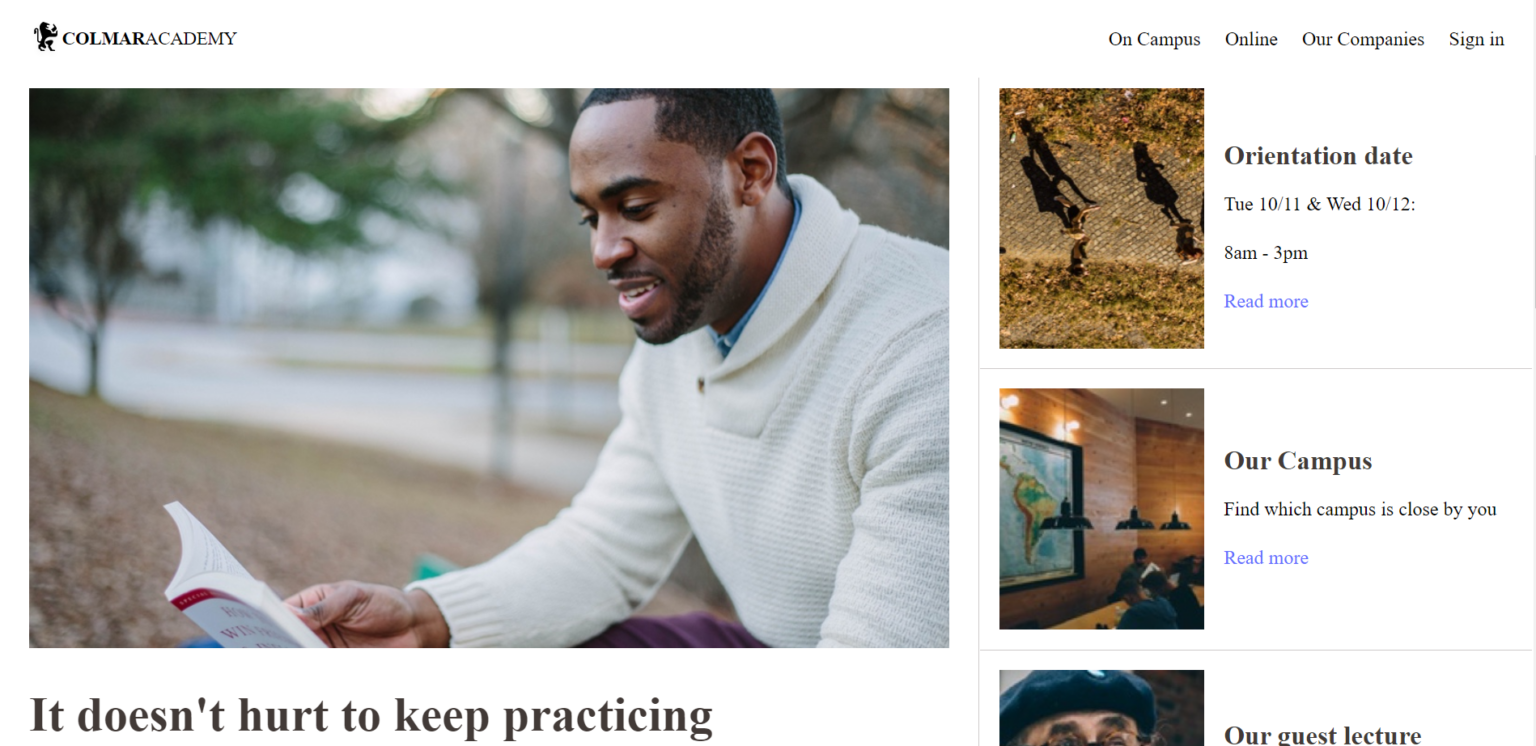 COLMARACADEMY
On Campus Online Our Companies Sign in
Orientation date
Tue 10/11 & Wed 10/12:
8am - 3pm
Read more
Our Campus
Find which campus is close by you
Read more
It doesn't hurt to keep practicing
Our guest lecture